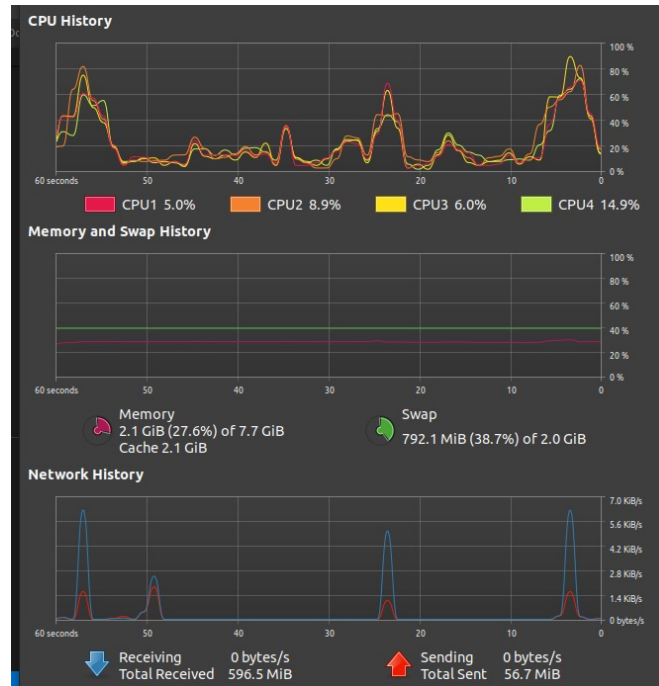 CPU History
100 %
80 %
60 %
40 %
20 %
0 %
60 seconds 50 40 30 20 10 0
CPU1 5.0% CPU2 8.9% CPU3 6.0% CPU4 14.9%
Memory and Swap History
100 %
80 %
60 %
40 %
20 %
0 %
60 seconds 50 40 30 20 10 0
Memory
2.1 GiB (27.6%) of 7.7 GiB
Cache 2.1 GiB
Swap
792.1 MiB (38.7%) of 2.0 GiB
Network History
7.0 KiB/s
5.6 KiB/s
4.2 KiB/s
2.8 KiB/s
1.4 KiB/s
0 bytes/s
60 seconds 50 40 30 20 10 0
Receiving 0 bytes/s
Total Received 596.5 MiB
Sending 0 bytes/s
Total Sent 56.7 MiB